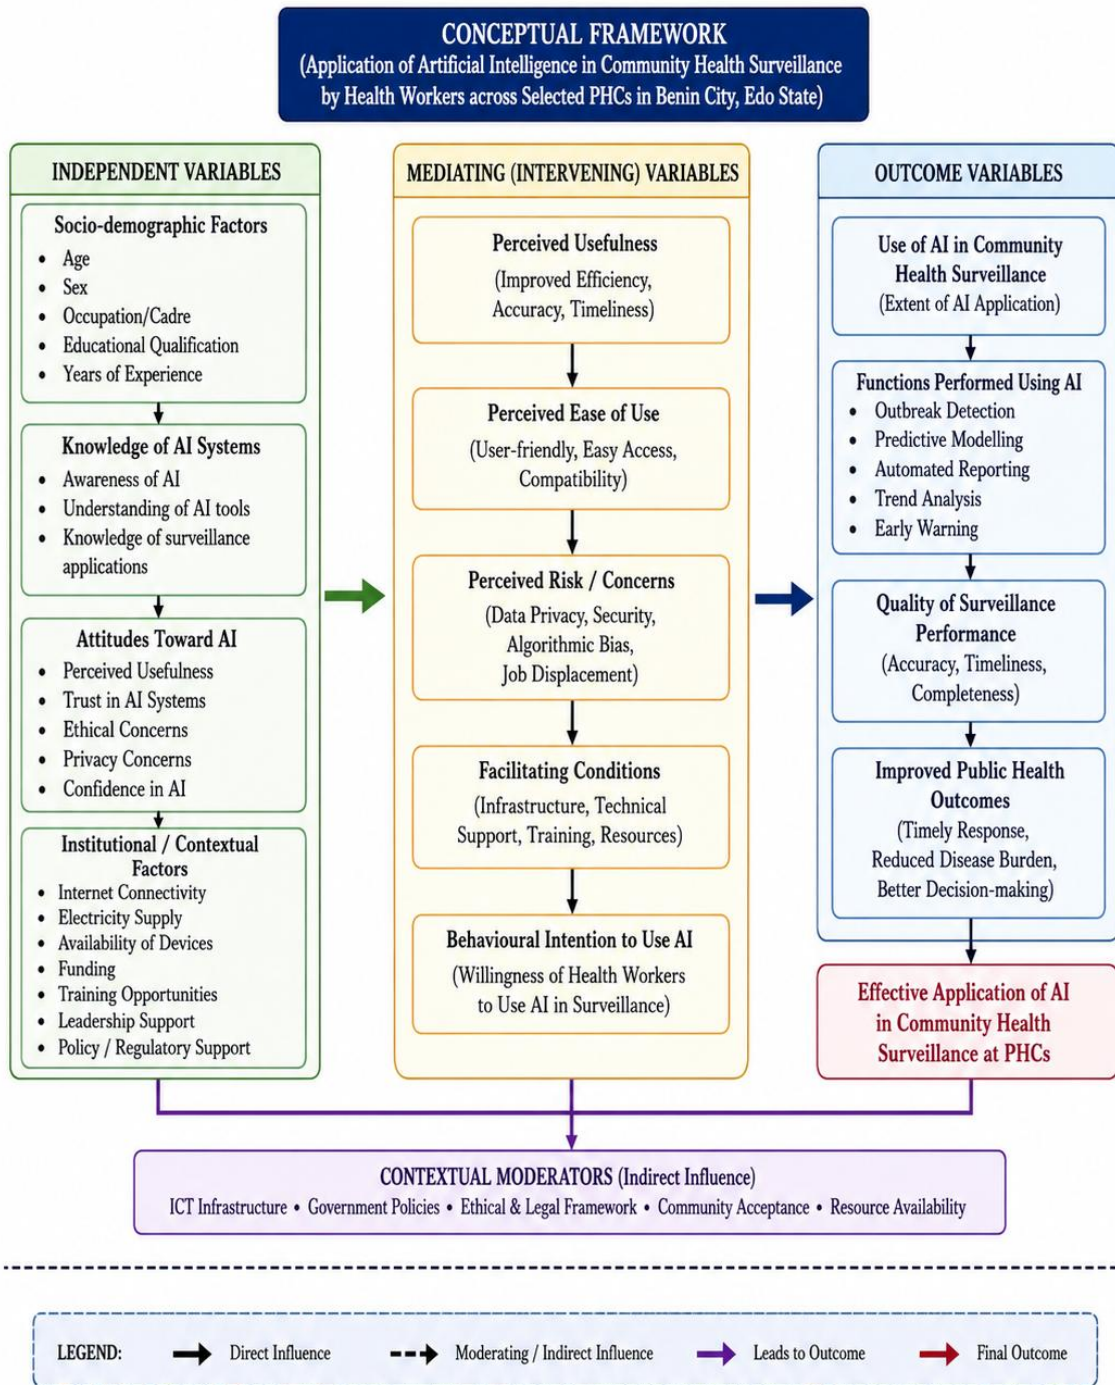 CONCEPTUAL FRAMEWORK
(Application of Artificial Intelligence in Community Health Surveillance
by Health Workers across Selected PHCs in Benin City, Edo State)
INDEPENDENT VARIABLES
Socio-demographic Factors
• Age
• Sex
• Occupation/Cadre
• Educational Qualification
• Years of Experience
Knowledge of AI Systems
• Awareness of AI
• Understanding of AI tools
• Knowledge of surveillance
applications
Attitudes Toward AI
• Perceived Usefulness
• Trust in AI Systems
• Ethical Concerns
• Privacy Concerns
• Confidence in AI
Institutional / Contextual
Factors
• Internet Connectivity
• Electricity Supply
• Availability of Devices
• Funding
• Training Opportunities
• Leadership Support
• Policy / Regulatory Support
MEDIATING (INTERVENING) VARIABLES
Perceived Usefulness
(Improved Efficiency,
Accuracy, Timeliness)
Perceived Ease of Use
(User-friendly, Easy Access,
Compatibility)
Perceived Risk / Concerns
(Data Privacy, Security,
Algorithmic Bias,
Job Displacement)
Facilitating Conditions
(Infrastructure, Technical
Support, Training, Resources)
Behavioural Intention to Use AI
(Willingness of Health Workers
to Use AI in Surveillance)
OUTCOME VARIABLES
Use of AI in Community
Health Surveillance
(Extent of AI Application)
Functions Performed Using AI
• Outbreak Detection
• Predictive Modelling
• Automated Reporting
• Trend Analysis
• Early Warning
Quality of Surveillance
Performance
(Accuracy, Timeliness,
Completeness)
Improved Public Health
Outcomes
(Timely Response,
Reduced Disease Burden,
Better Decision-making)
Effective Application of AI
in Community Health
Surveillance at PHCs
CONTEXTUAL MODERATORS (Indirect Influence)
ICT Infrastructure • Government Policies • Ethical & Legal Framework • Community Acceptance • Resource Availability
LEGEND: Direct Influence Moderating / Indirect Influence Leads to Outcome Final Outcome